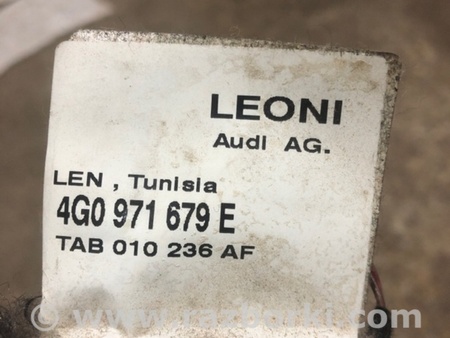 LEONI
Audi AG.
LEN , Tunisia
4G0 971 679 E
TAB 010 236 AF
© www.razborki.com